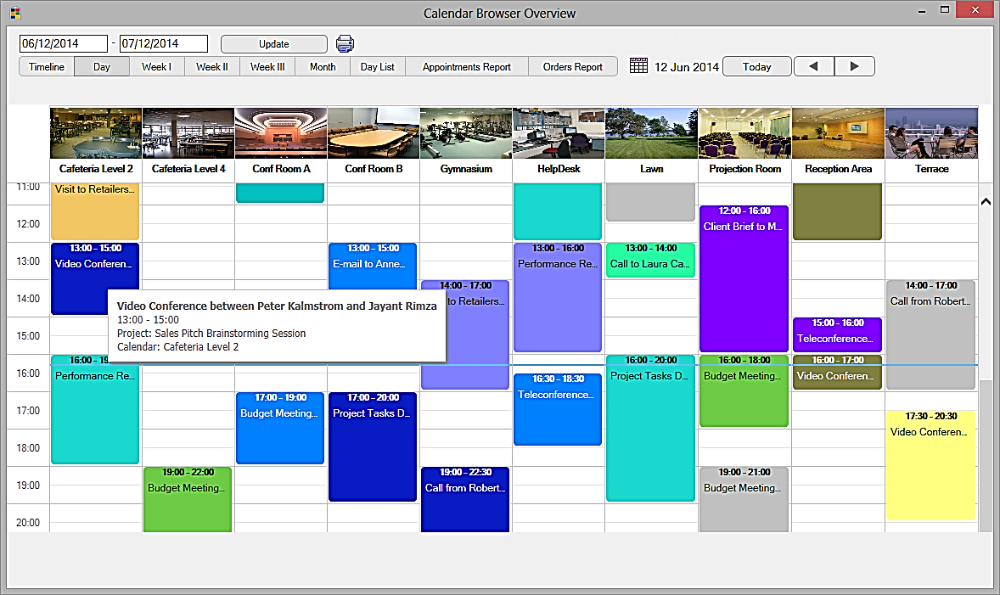 Calendar Browser Overview
06/12/2014 - 07/12/2014 Update
Timeline Day Week I Week II Week III Month Day List Appointments Report Orders Report 12 Jun 2014 Today
Cafeteria Level 2 Cafeteria Level 4 Conf Room A Conf Room B Gymnasium HelpDesk Lawn Projection Room Reception Area Terrace
11:00 Visit to Retailers...
12:00 - 16:00
12:00 Client Brief to M...
13:00 - 15:00 13:00 - 15:00 13:00 - 16:00 13:00 - 14:00
13:00 Video Conferen... E-mail to Anne... Performance Re... Call to Laura Ca...
14:00 - 17:00 14:00 - 17:00
14:00 to Retailers... Call from Robert...
Video Conference between Peter Kalmstrom and Jayant Rimza
13:00 - 15:00
Project: Sales Pitch Brainstorming Session
Calendar: Cafeteria Level 2
15:00 - 16:00
15:00 Teleconference...
16:00 - 19 16:00 - 20:00 16:00 - 18:00 16:00 - 17:00
16:00 Performance Re... Project Tasks D... Budget Meeting... Video Conferen...
16:30 - 18:30
Teleconference...
17:00 - 19:00 17:00 - 20:00
17:00 Budget Meeting... Project Tasks D...
17:30 - 20:30
Video Conferen...
18:00
19:00 - 22:00 19:00 - 22:30 19:00 - 21:00
19:00 Budget Meeting... Call from Robert... Budget Meeting...
20:00